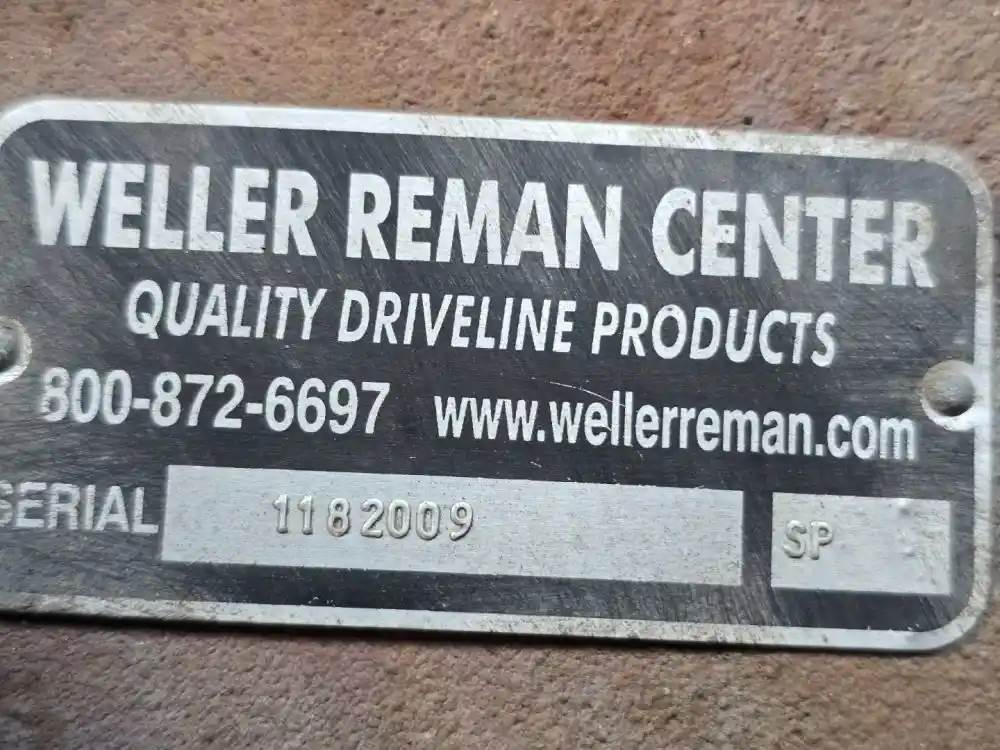 WELLER REMAN CENTER
QUALITY DRIVELINE PRODUCTS
800-872-6697 www.wellerreman.com
SERIAL 1182009 SP